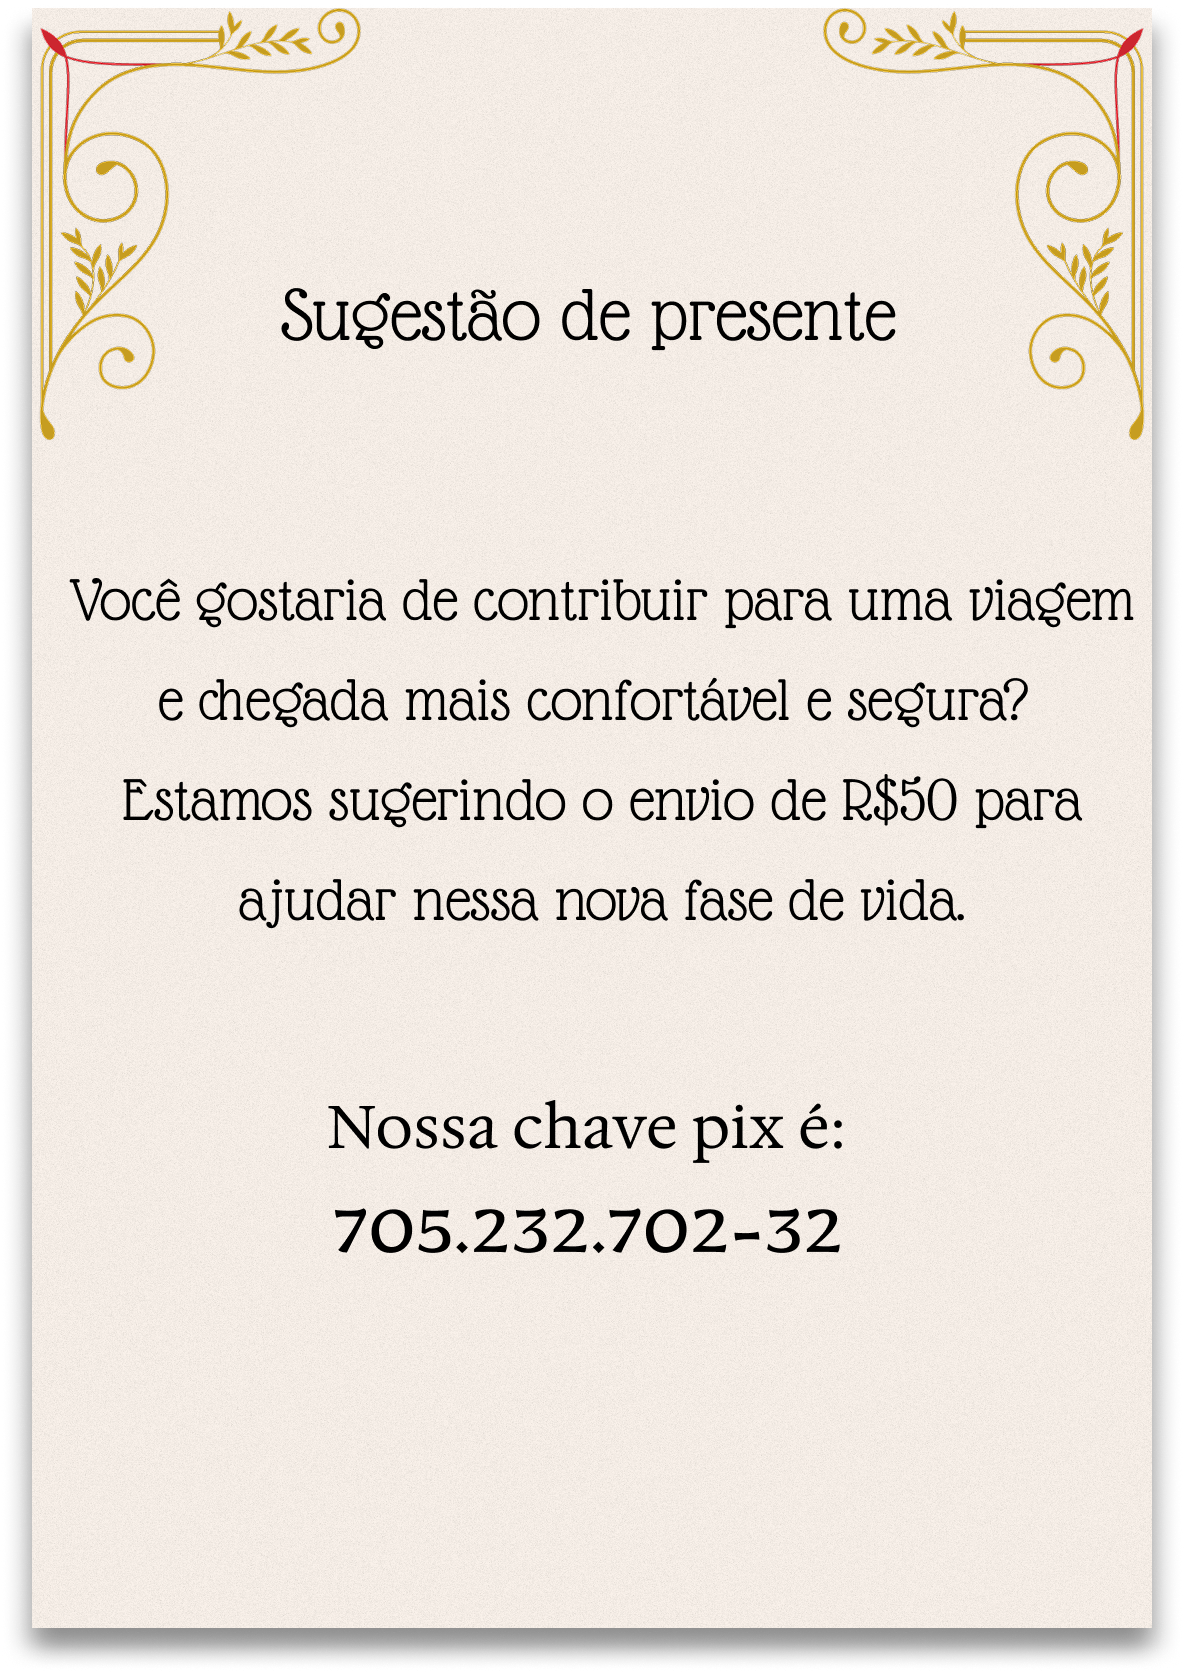 Sugestão de presente
Você gostaria de contribuir para uma viagem
e chegada mais confortável e segura?
Estamos sugerindo o envio de R$50 para
ajudar nessa nova fase de vida.
Nossa chave pix é:
705.232.702-32